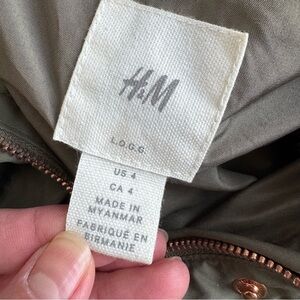 H&M
L.O.G.G.
US 4
CA 4
MADE IN
MYANMAR
FABRIQUÉ EN
BIRMANIE